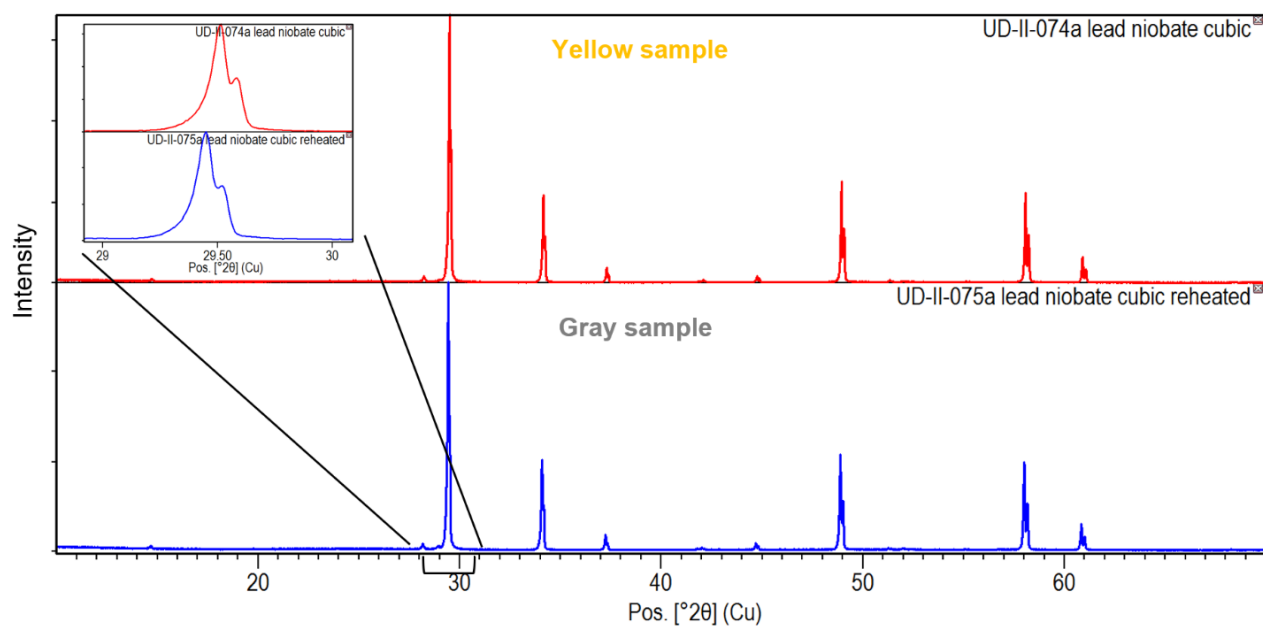 UD-II-074a lead niobate cubic
UD-II-075a lead niobate cubic reheated
29
29.50
30
Pos. [°2θ] (Cu)
UD-II-074a lead niobate cubic
Yellow sample
UD-II-075a lead niobate cubic reheated
Gray sample
Intensity
20
30
40
50
60
Pos. [°2θ] (Cu)